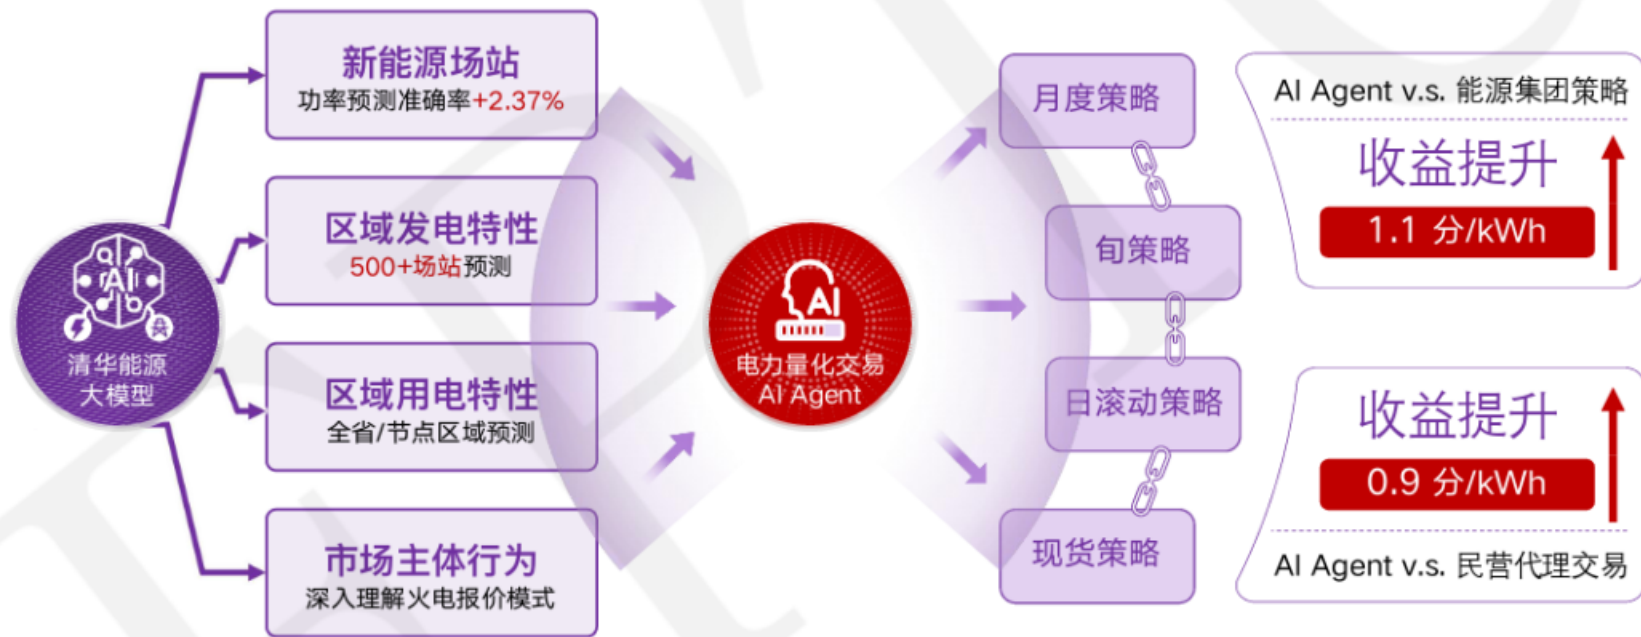 AI
清华能源
大模型
新能源场站
功率预测准确率+2.37%
区域发电特性
500+场站预测
区域用电特性
全省/节点区域预测
市场主体行为
深入理解火电报价模式
AI
电力量化交易
AI Agent
月度策略
旬策略
日滚动策略
现货策略
AI Agent v.s. 能源集团策略
收益提升
1.1 分/kWh
收益提升
0.9 分/kWh
AI Agent v.s. 民营代理交易